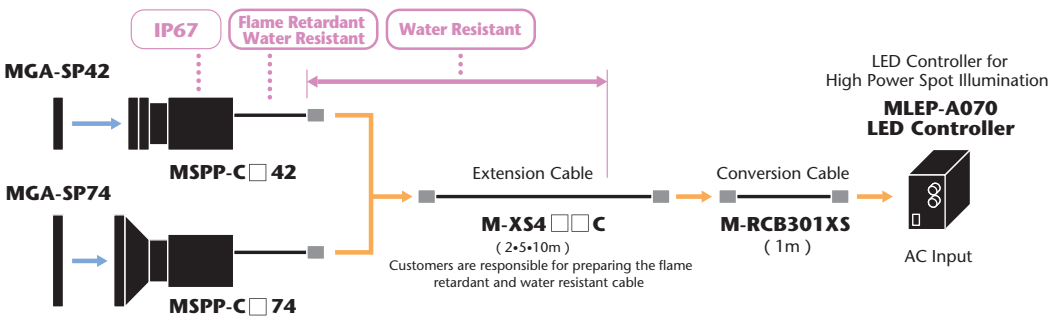 IP67
Flame Retardant
Water Resistant
Water Resistant
MGA-SP42
MSPP-C□42
MGA-SP74
MSPP-C□74
Extension Cable
M-XS4□□C
(2•5•10m)
Customers are responsible for preparing the flame
retardant and water resistant cable
Conversion Cable
M-RCB301XS
(1m)
LED Controller for
High Power Spot Illumination
MLEP-A070
LED Controller
AC Input